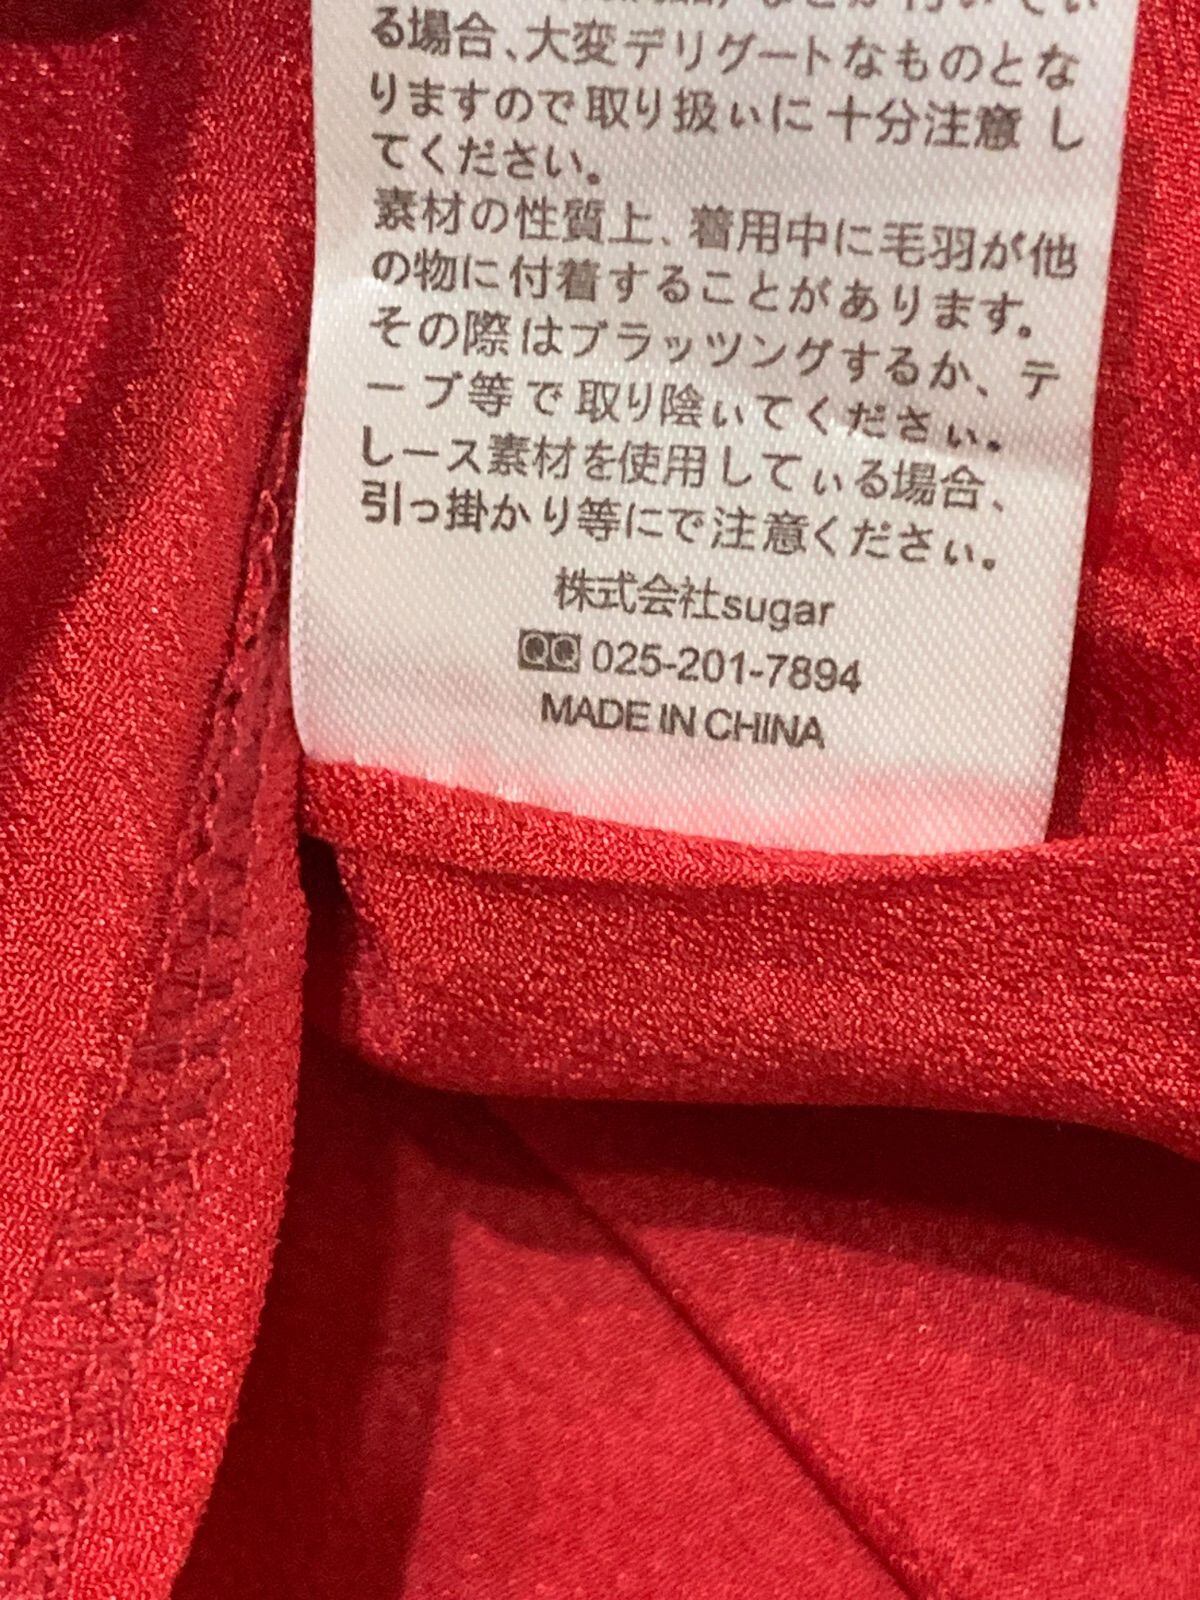 る場合、大変デリゲートなものとな
りますので取り扱ぃに十分注意し
てください。
素材の性質上、着用中に毛羽が他
の物に付着することがあります。
その際はブラッツングするか、テ
ーブ等で取り陰ぃてくださぃ。
しース素材を使用してぃる場合、
引っ掛かり等にで注意くださぃ。
株式会社sugar
QQ 025-201-7894
MADE IN CHINA